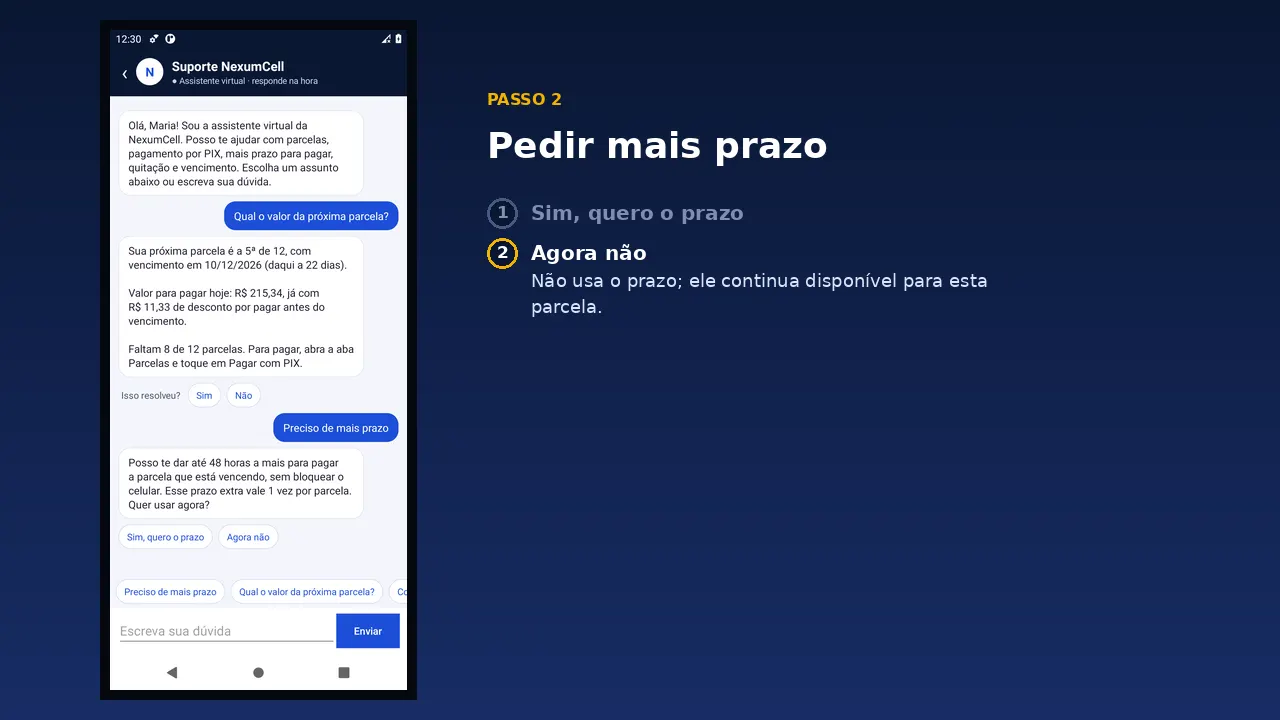 12:30
N
Suporte NexumCell
● Assistente virtual · responde na hora
Olá, Maria! Sou a assistente virtual da
NexumCell. Posso te ajudar com parcelas,
pagamento por PIX, mais prazo para pagar,
quitação e vencimento. Escolha um assunto
abaixo ou escreva sua dúvida.
Qual o valor da próxima parcela?
Sua próxima parcela é a 5ª de 12, com
vencimento em 10/12/2026 (daqui a 22 dias).
Valor para pagar hoje: R$ 215,34, já com
R$ 11,33 de desconto por pagar antes do
vencimento.
Faltam 8 de 12 parcelas. Para pagar, abra a aba
Parcelas e toque em Pagar com PIX.
Isso resolveu? Sim Não
Preciso de mais prazo
Posso te dar até 48 horas a mais para pagar
a parcela que está vencendo, sem bloquear o
celular. Esse prazo extra vale 1 vez por parcela.
Quer usar agora?
Sim, quero o prazo Agora não
Preciso de mais prazo Qual o valor da próxima parcela? Co
Escreva sua dúvida Enviar
PASSO 2
Pedir mais prazo
1 Sim, quero o prazo
2 Agora não
Não usa o prazo; ele continua disponível para esta
parcela.